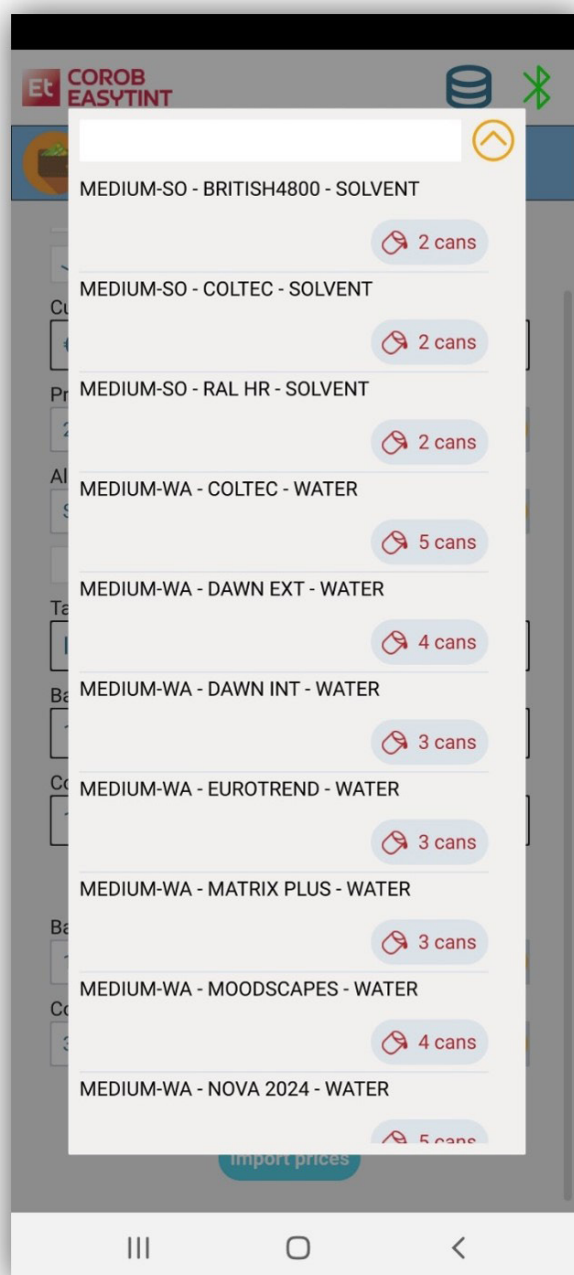 Et COROB
EASYTINT
MEDIUM-SO - BRITISH4800 - SOLVENT
2 cans
MEDIUM-SO - COLTEC - SOLVENT
2 cans
MEDIUM-SO - RAL HR - SOLVENT
2 cans
MEDIUM-WA - COLTEC - WATER
5 cans
MEDIUM-WA - DAWN EXT - WATER
4 cans
MEDIUM-WA - DAWN INT - WATER
3 cans
MEDIUM-WA - EUROTREND - WATER
3 cans
MEDIUM-WA - MATRIX PLUS - WATER
3 cans
MEDIUM-WA - MOODSCAPES - WATER
4 cans
MEDIUM-WA - NOVA 2024 - WATER
5 cans
Import prices